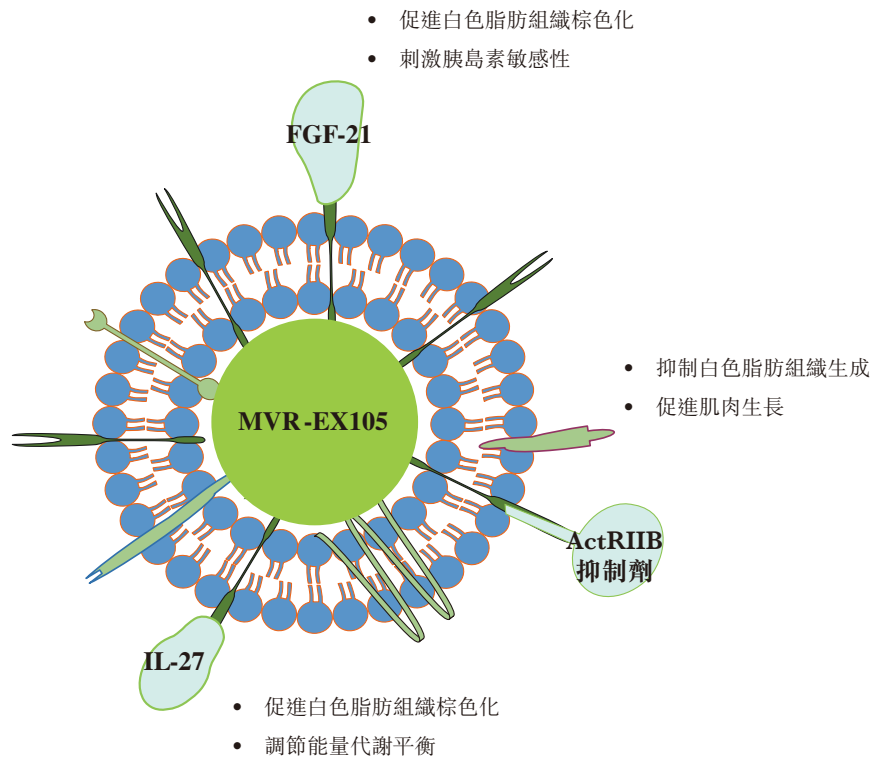 • 促進白色脂肪組織棕色化
• 刺激胰島素敏感性
FGF-21
• 抑制白色脂肪組織生成
• 促進肌肉生長
MVR-EX105
ActRIIB
抑制劑
IL-27
• 促進白色脂肪組織棕色化
• 調節能量代謝平衡